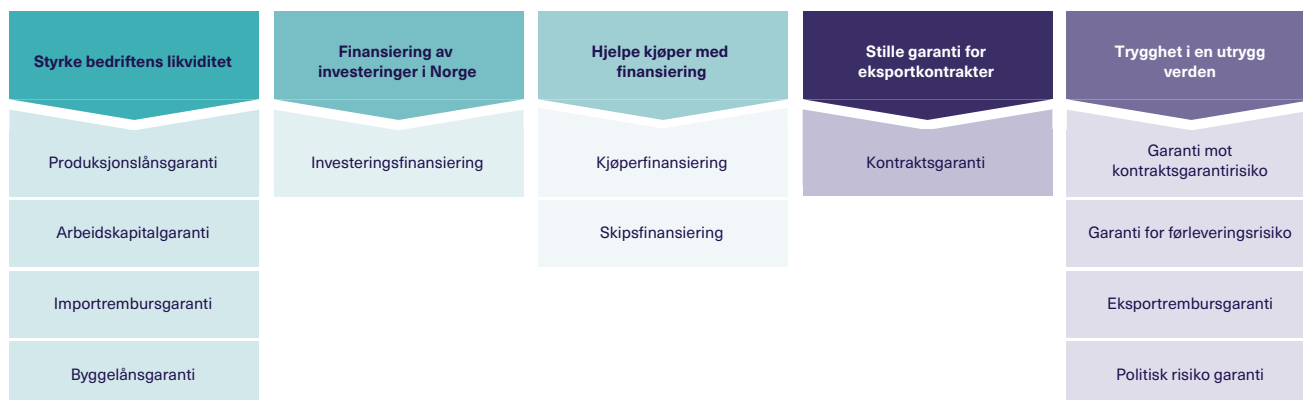 Styrke bedriftens likviditet
Produksjonslånsgaranti
Arbeidskapitalgaranti
Importrembursgaranti
Byggelånsgaranti
Finansiering av
investeringer i Norge
Investeringsfinansiering
Hjelpe kjøper med
finansiering
Kjøperfinansiering
Skipsfinansiering
Stille garanti for
eksportkontrakter
Kontraktsgaranti
Trygghet i en utrygg
verden
Garanti mot
kontraktsgarantirisiko
Garanti for førleveringsrisiko
Eksportrembursgaranti
Politisk risiko garanti